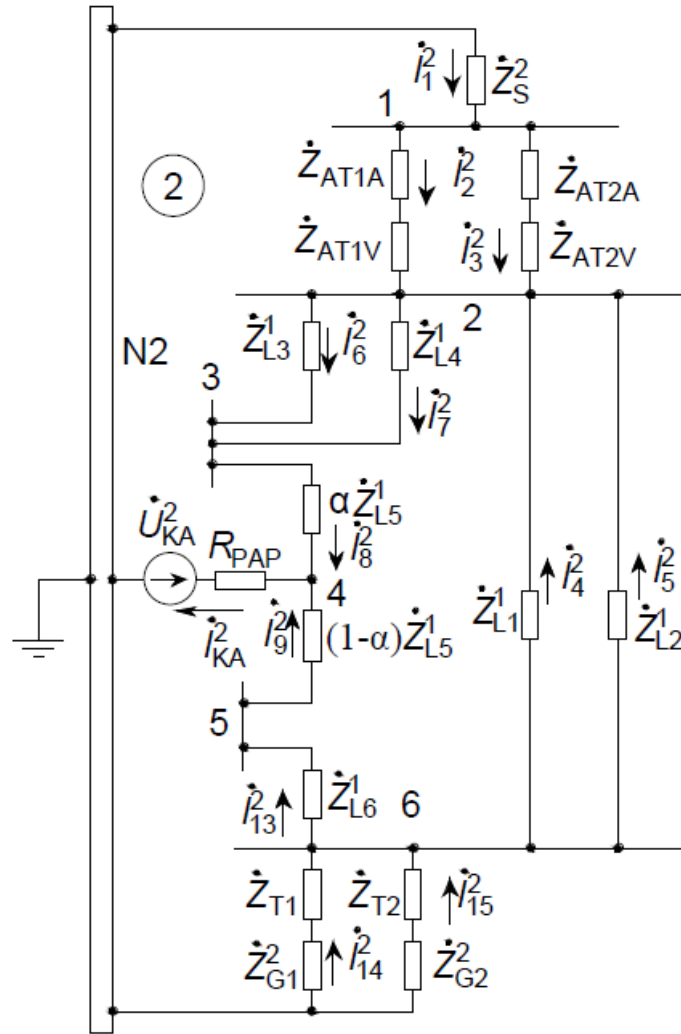 İ₁² Ż_S²
1
2
Ż_AT1A İ₂² Ż_AT2A
Ż_AT1V İ₃² Ż_AT2V
2
N2 Ż_L3¹ İ₆² Ż_L4¹
3
İ₇²
αŻ_L5¹
U̇_KA² R_PAP İ₈²
4
İ_KA² İ₉² (1-α)Ż_L5¹ Ż_L1¹ İ₄² İ₅² Ż_L2¹
5
İ₁₃² Ż_L6¹ 6
Ż_T1 Ż_T2 İ₁₅²
Ż_G1² İ₁₄² Ż_G2²